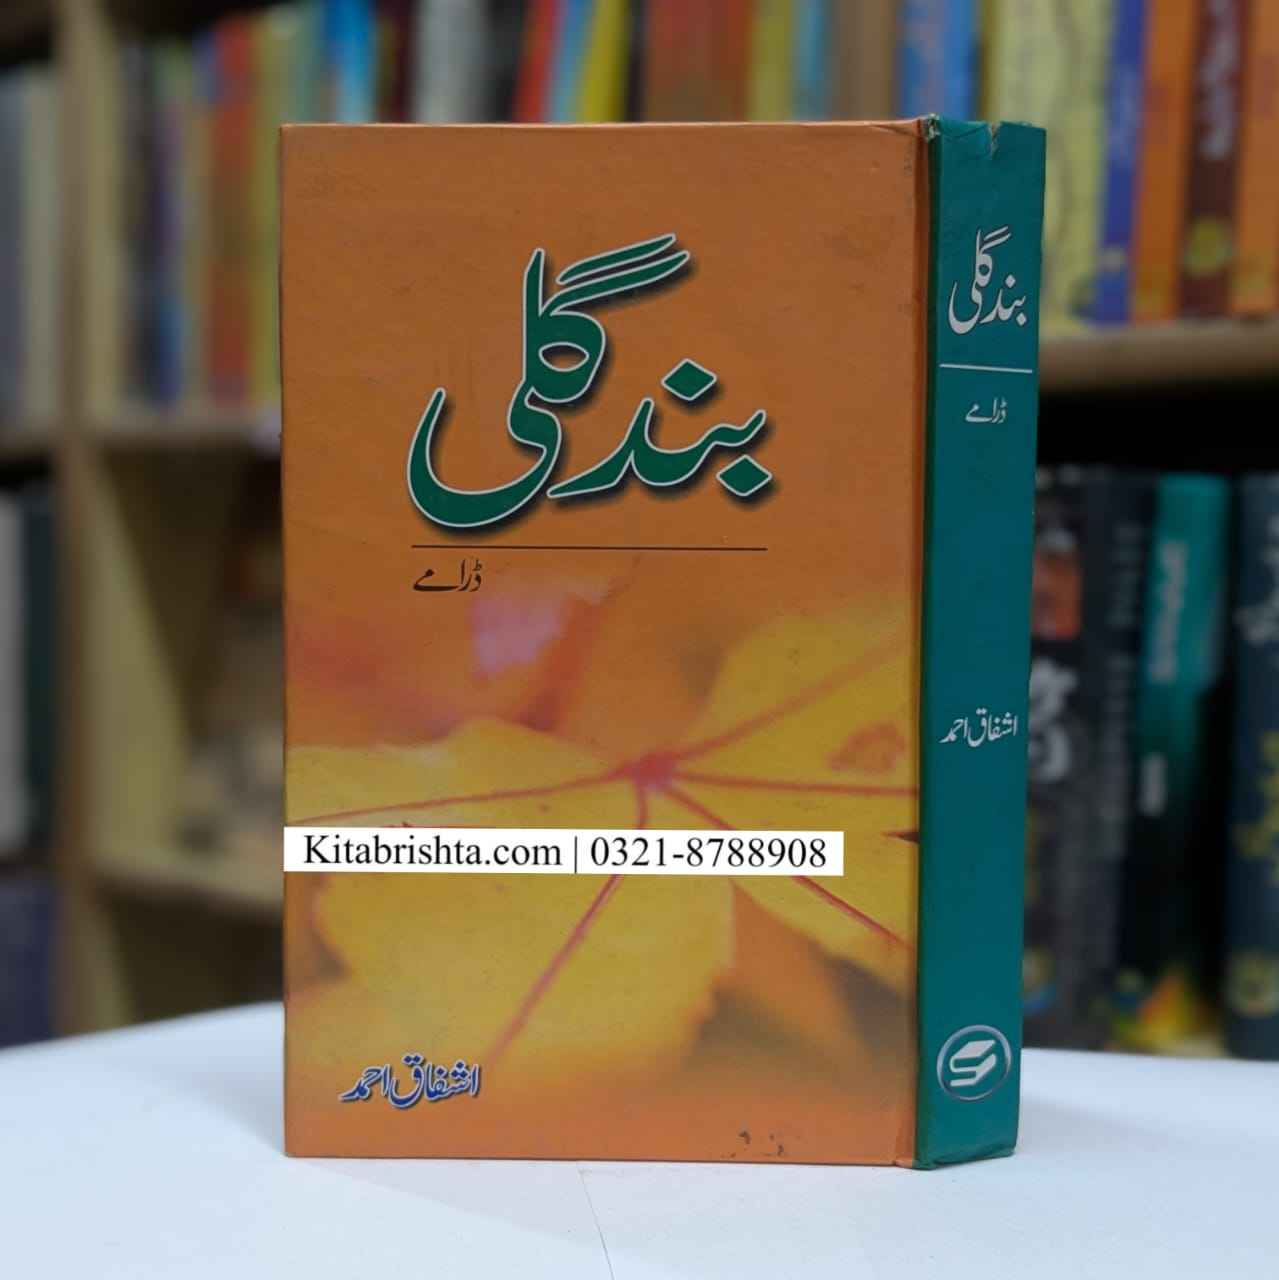 بند گلی
ڈرامے
Kitabrishta.com | 0321-8788908
اشفاق احمد
بند گلی
ڈرامے
اشفاق احمد